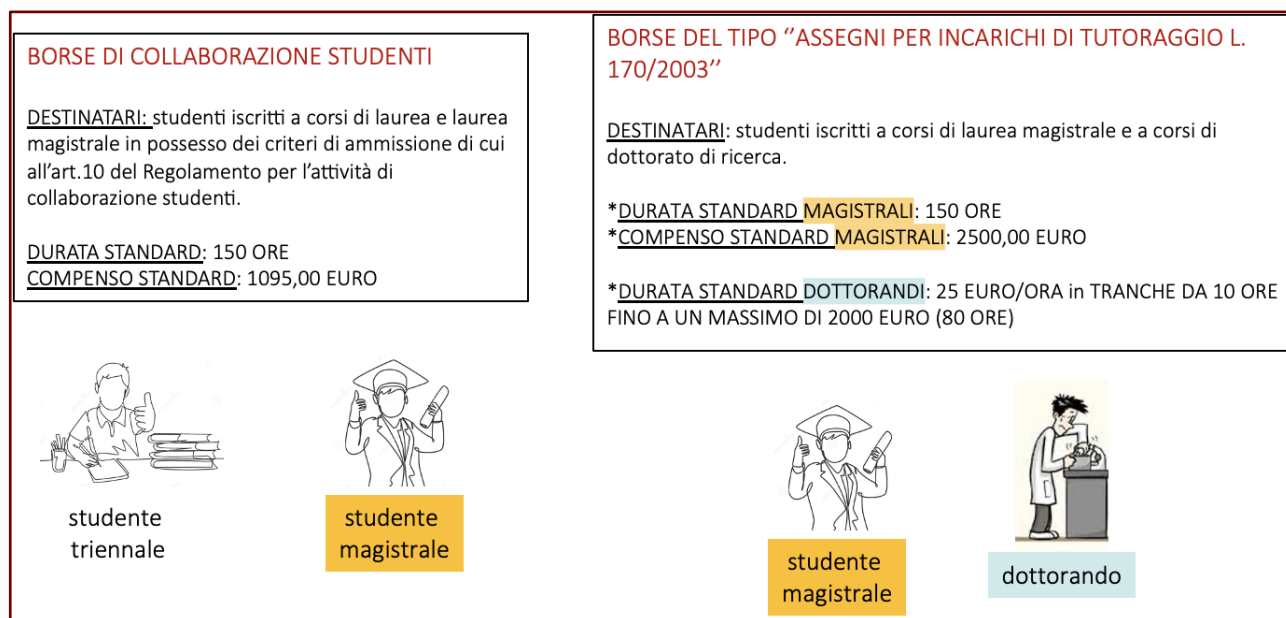 BORSE DI COLLABORAZIONE STUDENTI
DESTINATARI: studenti iscritti a corsi di laurea e laurea
magistrale in possesso dei criteri di ammissione di cui
all’art.10 del Regolamento per l’attività di
collaborazione studenti.
DURATA STANDARD: 150 ORE
COMPENSO STANDARD: 1095,00 EURO
BORSE DEL TIPO ‘’ASSEGNI PER INCARICHI DI TUTORAGGIO L.
170/2003’’
DESTINATARI: studenti iscritti a corsi di laurea magistrale e a corsi di
dottorato di ricerca.
*DURATA STANDARD MAGISTRALI: 150 ORE
*COMPENSO STANDARD MAGISTRALI: 2500,00 EURO
*DURATA STANDARD DOTTORANDI: 25 EURO/ORA in TRANCHE DA 10 ORE
FINO A UN MASSIMO DI 2000 EURO (80 ORE)
studente
triennale
studente
magistrale
studente
magistrale
dottorando